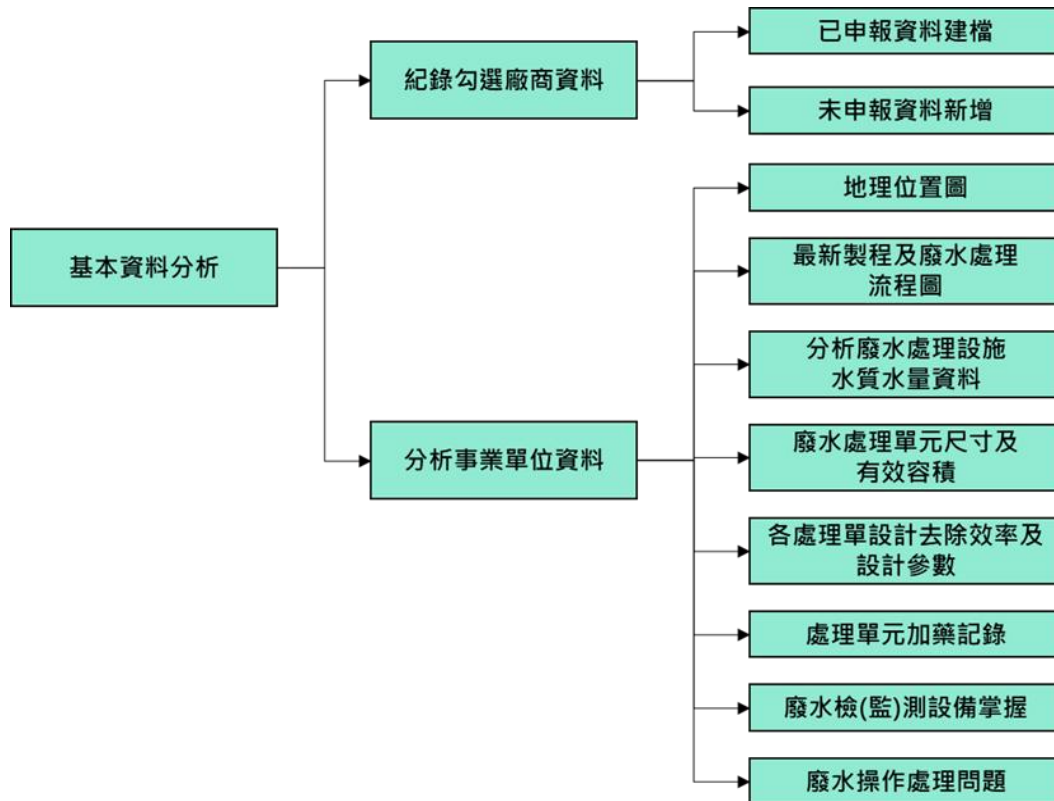 基本資料分析
紀錄勾選廠商資料
已申報資料建檔
未申報資料新增
分析事業單位資料
地理位置圖
最新製程及廢水處理
流程圖
分析廢水處理設施
水質水量資料
廢水處理單元尺寸及
有效容積
各處理單設計去除效率及
設計參數
處理單元加藥記錄
廢水檢(監)測設備掌握
廢水操作處理問題